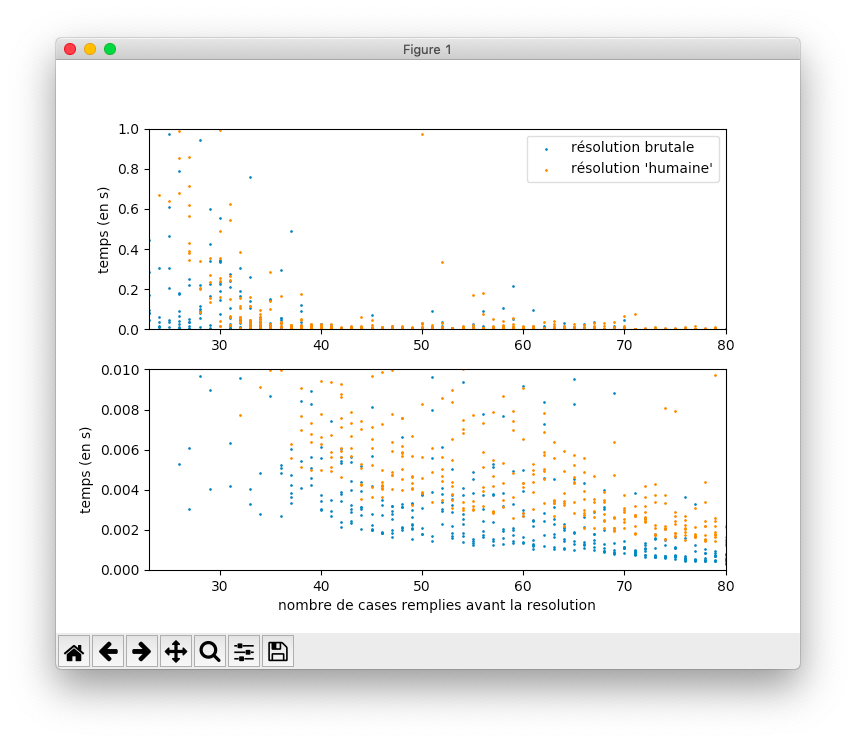 Figure 1
1.0
0.8
0.6
0.4
0.2
0.0
temps (en s)
résolution brutale
résolution 'humaine'
30 40 50 60 70 80
0.010
0.008
0.006
0.004
0.002
0.000
temps (en s)
30 40 50 60 70 80
nombre de cases remplies avant la resolution